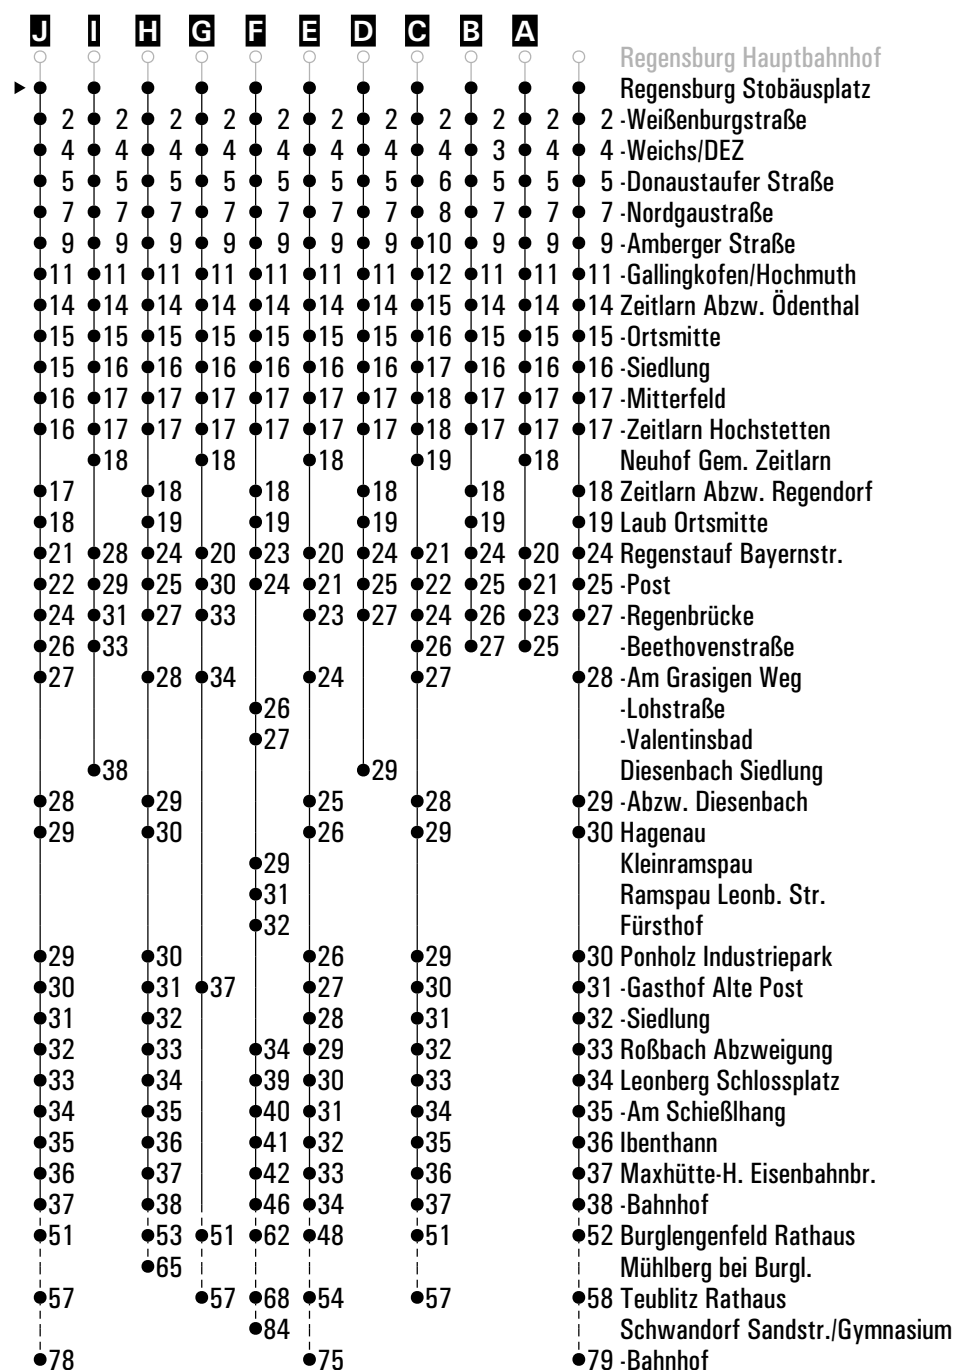 J I H G F E D C B A
Regensburg Hauptbahnhof
Regensburg Stobäusplatz
2 2 2 2 2 2 2 2 2 2 2 -Weißenburgstraße
4 4 4 4 4 4 4 4 3 4 4 -Weichs/DEZ
5 5 5 5 5 5 5 6 5 5 5 -Donaustaufer Straße
7 7 7 7 7 7 7 8 7 7 7 -Nordgaustraße
9 9 9 9 9 9 9 10 9 9 9 -Amberger Straße
11 11 11 11 11 11 11 12 11 11 11 -Gallingkofen/Hochmuth
14 14 14 14 14 14 14 15 14 14 14 Zeitlarn Abzw. Ödenthal
15 15 15 15 15 15 15 16 15 15 15 -Ortsmitte
15 16 16 16 16 16 16 17 16 16 16 -Siedlung
16 17 17 17 17 17 17 18 17 17 17 -Mitterfeld
16 17 17 17 17 17 17 18 17 17 17 -Zeitlarn Hochstetten
18 18 18 19 18 Neuhof Gem. Zeitlarn
17 18 18 18 18 18 Zeitlarn Abzw. Regendorf
18 19 19 19 19 19 Laub Ortsmitte
21 28 24 20 23 20 24 21 24 20 24 Regenstauf Bayernstr.
22 29 25 30 24 21 25 22 25 21 25 -Post
24 31 27 33 23 27 24 26 23 27 -Regenbrücke
26 33 26 27 25 -Beethovenstraße
27 28 34 24 27 28 -Am Grasigen Weg
26 -Lohstraße
27 -Valentinsbad
38 29 Diesenbach Siedlung
28 29 25 28 29 -Abzw. Diesenbach
29 30 26 29 30 Hagenau
29 Kleinramspau
31 Ramspau Leonb. Str.
32 Fürsthof
29 30 26 29 30 Ponholz Industriepark
30 31 37 27 30 31 -Gasthof Alte Post
31 32 28 31 32 -Siedlung
32 33 34 29 32 33 Roßbach Abzweigung
33 34 39 30 33 34 Leonberg Schlossplatz
34 35 40 31 34 35 -Am Schießlhang
35 36 41 32 35 36 Ibenthann
36 37 42 33 36 37 Maxhütte-H. Eisenbahnbr.
37 38 46 34 37 38 -Bahnhof
51 53 51 62 48 51 52 Burglengenfeld Rathaus
65 Mühlberg bei Burgl.
57 57 68 54 57 58 Teublitz Rathaus
84 Schwandorf Sandstr./Gymnasium
78 75 79 -Bahnhof